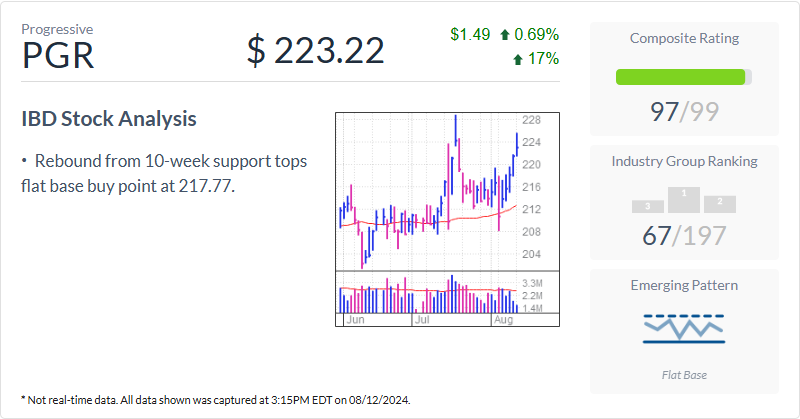 Progressive
PGR
$ 223.22
$1.49 0.69%
17%
IBD Stock Analysis
• Rebound from 10-week support tops
flat base buy point at 217.77.
228
224
220
216
212
208
204
3.3M
2.2M
1.4M
Jun Jul Aug
* Not real-time data. All data shown was captured at 3:15PM EDT on 08/12/2024.
Composite Rating
97/99
Industry Group Ranking
3 1 2
67/197
Emerging Pattern
Flat Base